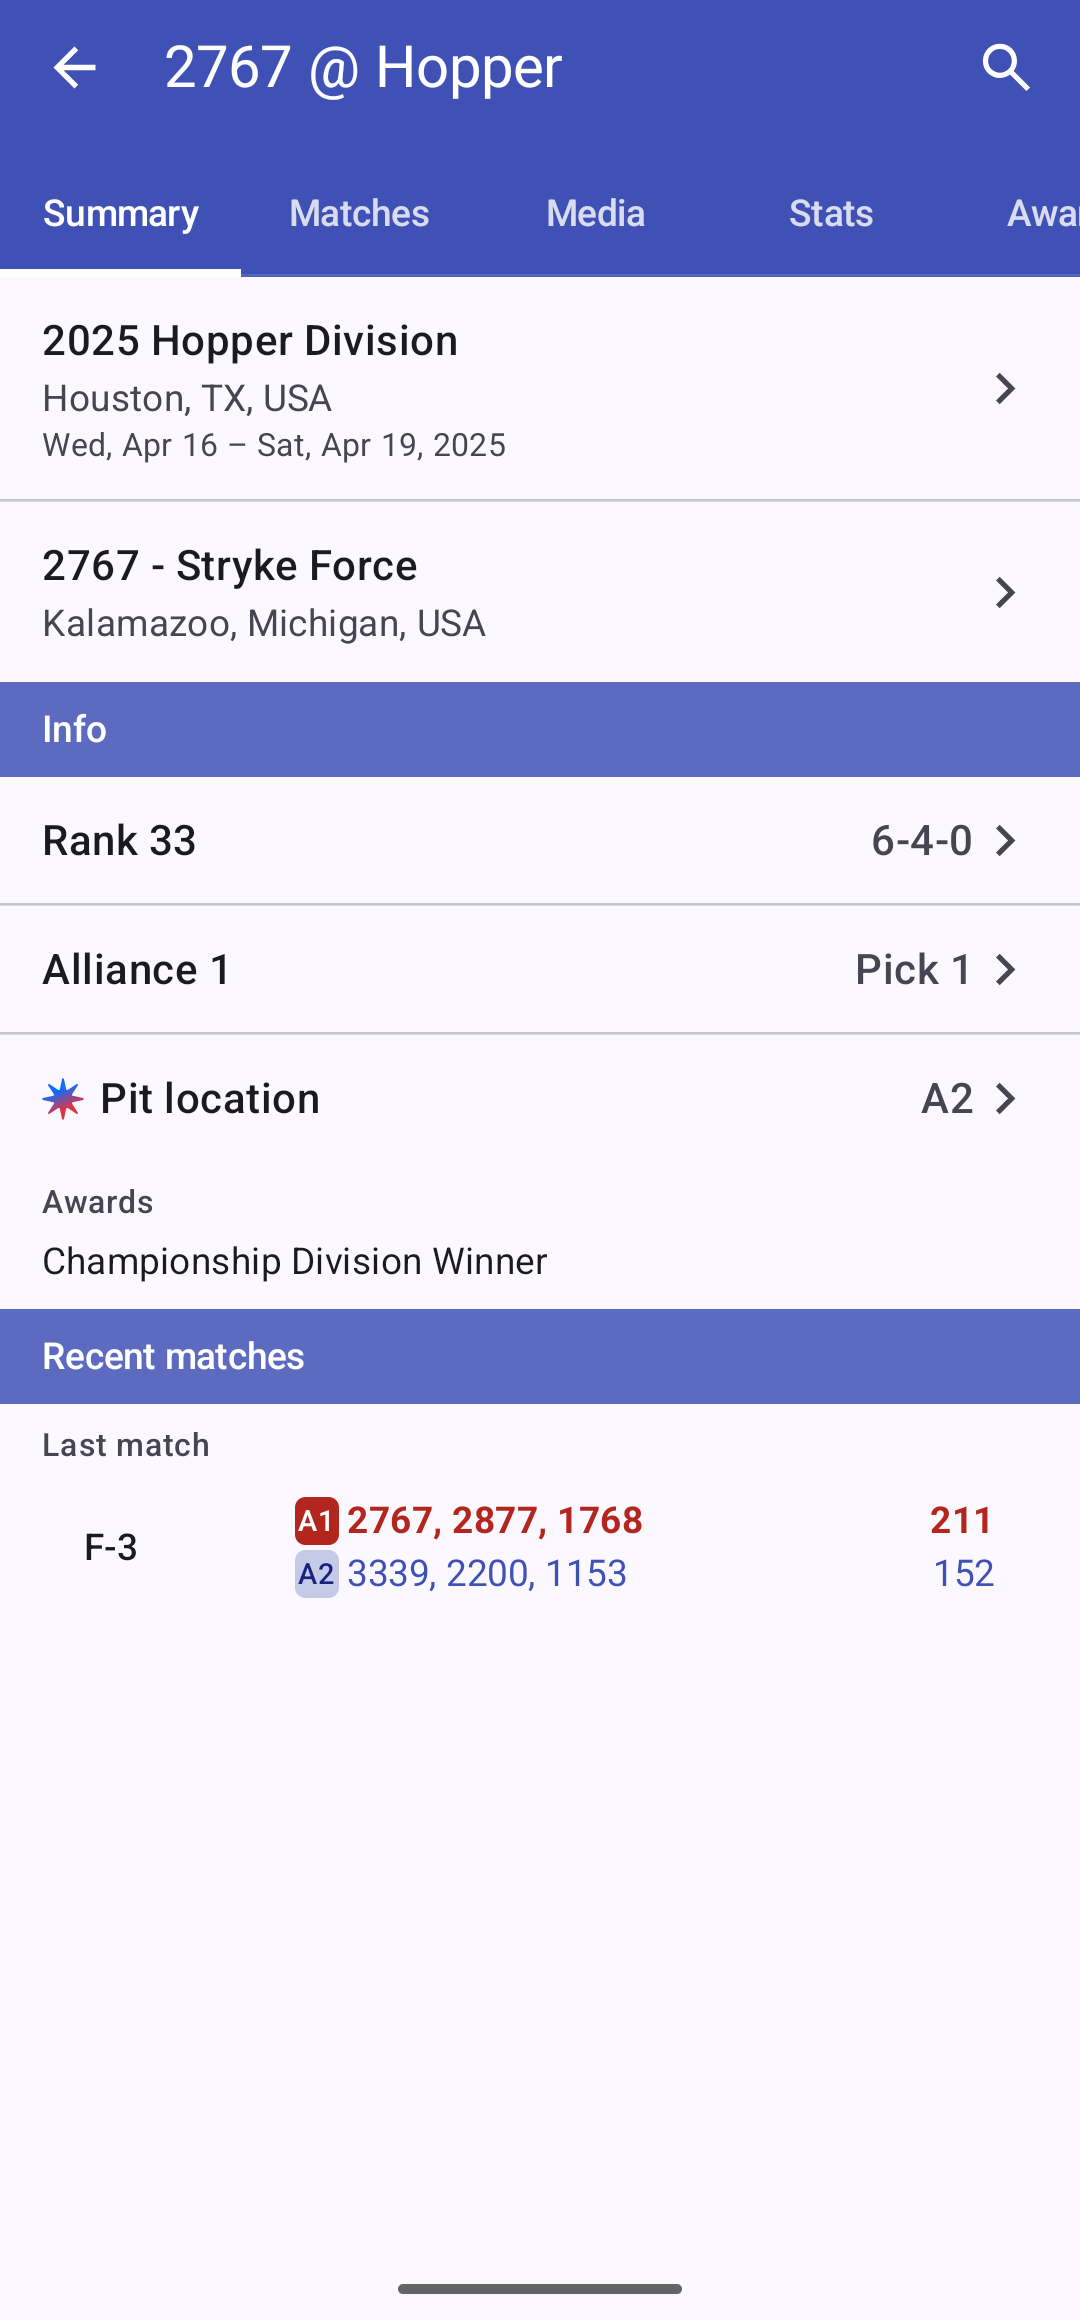 2767 @ Hopper
Summary Matches Media Stats Awar
2025 Hopper Division
Houston, TX, USA
Wed, Apr 16 – Sat, Apr 19, 2025
2767 - Stryke Force
Kalamazoo, Michigan, USA
Info
Rank 33 6-4-0
Alliance 1 Pick 1
Pit location A2
Awards
Championship Division Winner
Recent matches
Last match
F-3
A1 2767, 2877, 1768 211
A2 3339, 2200, 1153 152